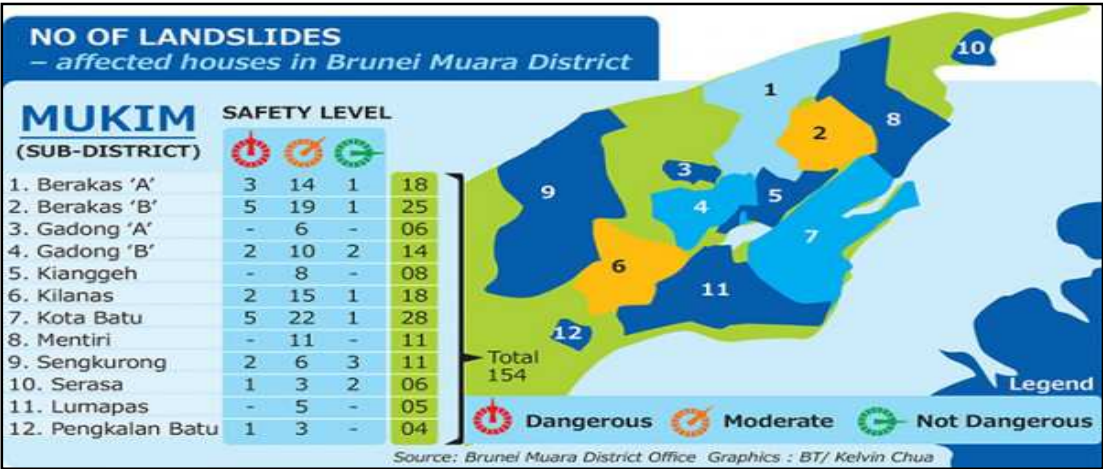 NO OF LANDSLIDES
– affected houses in Brunei Muara District
MUKIM
(SUB-DISTRICT)
SAFETY LEVEL
1. Berakas ‘A’ 3 14 1 18
2. Berakas ‘B’ 5 19 1 25
3. Gadong ‘A’ - 6 - 06
4. Gadong ‘B’ 2 10 2 14
5. Kianggeh - 8 - 08
6. Kilanas 2 15 1 18
7. Kota Batu 5 22 1 28
8. Mentiri - 11 - 11
9. Sengkurong 2 6 3 11
10. Serasa 1 3 2 06
11. Lumapas - 5 - 05
12. Pengkalan Batu 1 3 - 04
Total
154
10
1
8
2
3
9
5
4
7
6
11
12
Legend
Dangerous Moderate Not Dangerous
Source: Brunei Muara District Office Graphics : BT/ Kelvin Chua